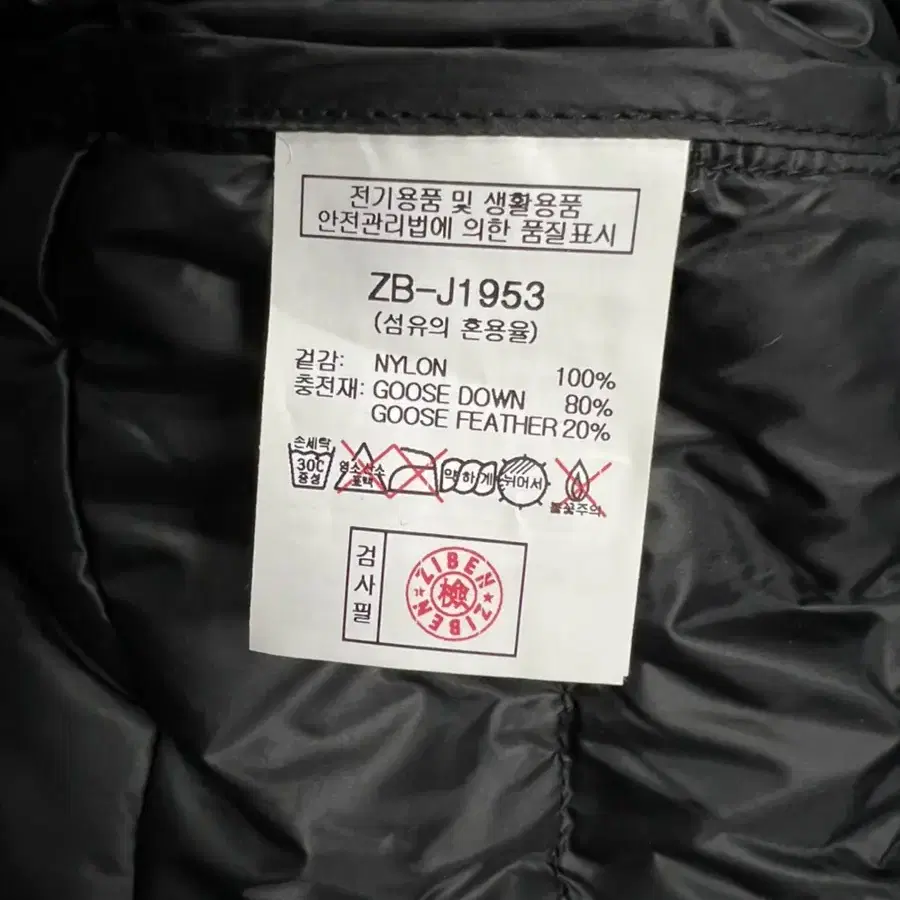 전기용품 및 생활용품
안전관리법에 의한 품질표시
ZB-J1953
(섬유의 혼용율)
겉감: NYLON 100%
충전재: GOOSE DOWN 80%
GOOSE FEATHER 20%
손세탁
30C
중성
염소산소
표백
약하게
뉘어서
불꽃주의
검사필
ZIBEN
檢
ZIBEN